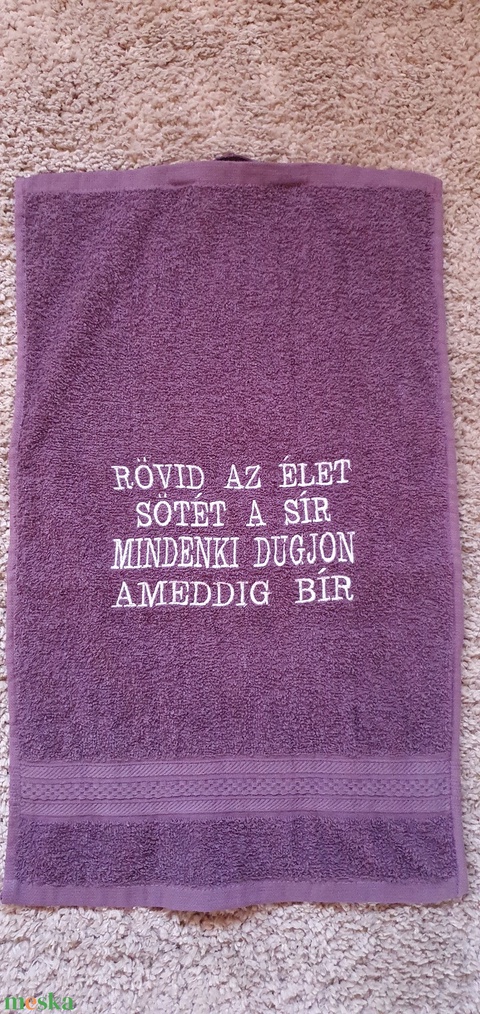 RÖVID AZ ÉLET
SÖTÉT A SÍR
MINDENKI DUGJON
AMEDDIG BÍR
meska